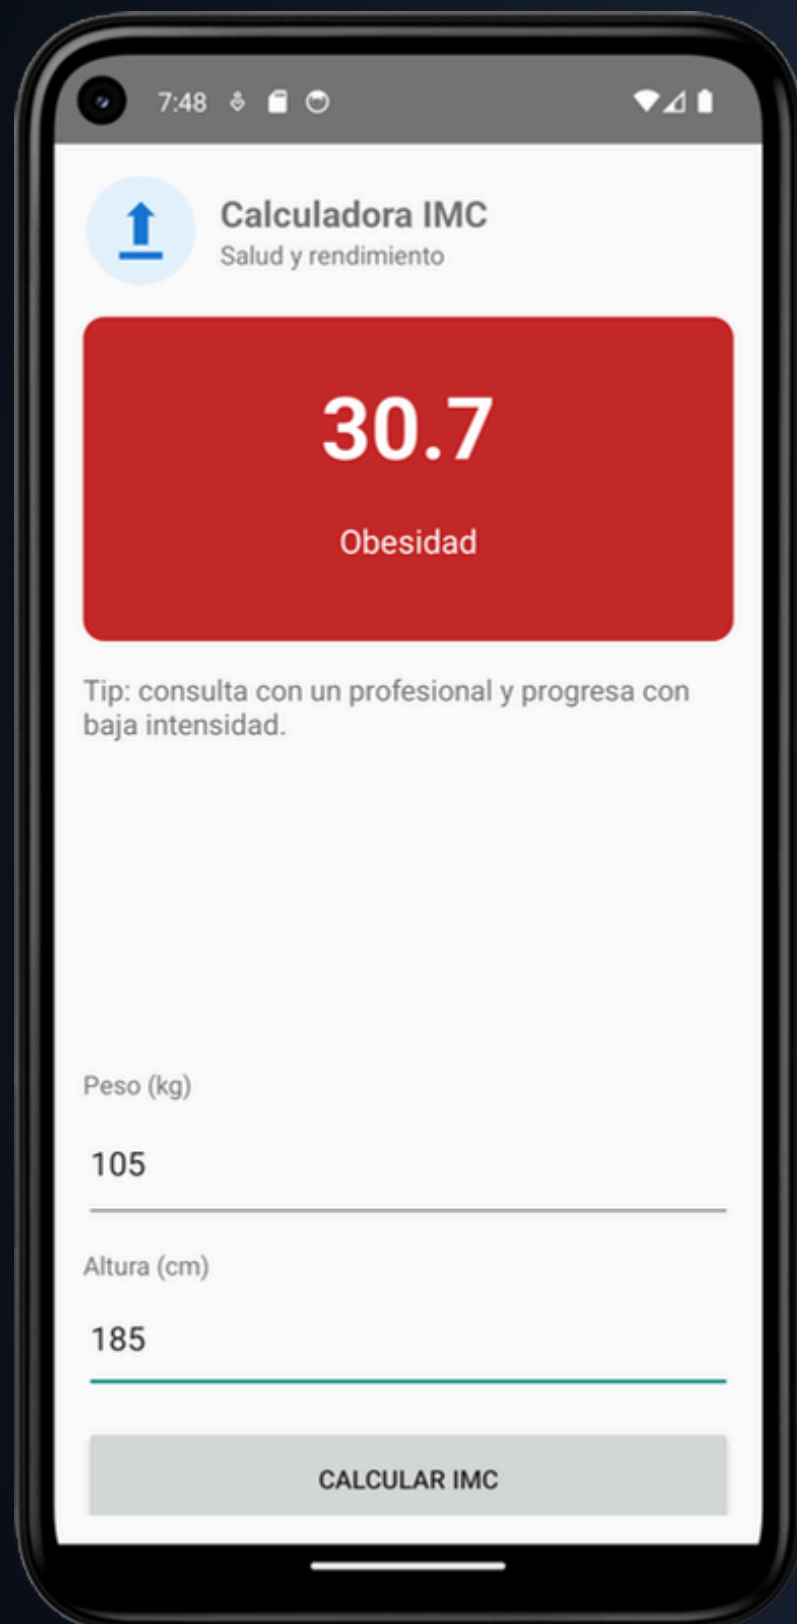 7:48
Calculadora IMC
Salud y rendimiento
30.7
Obesidad
Tip: consulta con un profesional y progresa con
baja intensidad.
Peso (kg)
105
Altura (cm)
185
CALCULAR IMC